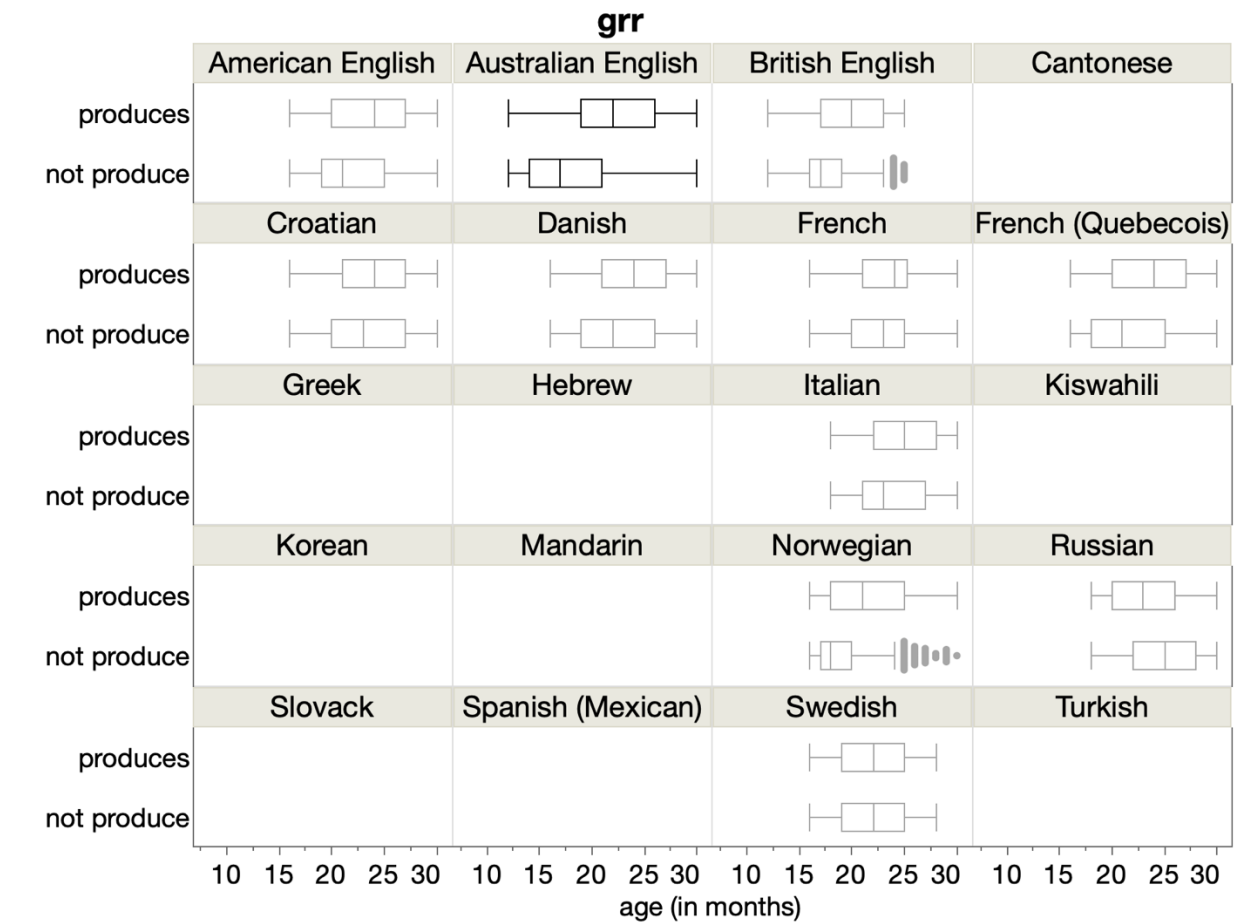 grr
American English Australian English British English Cantonese
produces
not produce
Croatian Danish French French (Quebecois)
produces
not produce
Greek Hebrew Italian Kiswahili
produces
not produce
Korean Mandarin Norwegian Russian
produces
not produce
Slovack Spanish (Mexican) Swedish Turkish
produces
not produce
10 15 20 25 30 10 15 20 25 30 10 15 20 25 30 10 15 20 25 30
age (in months)